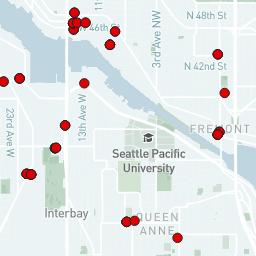 N 48th St
N 46th St
3rd Ave NW
N 42nd St
23rd Ave W
13th Ave W
FREMONT
Seattle Pacific
University
Interbay
QUEEN
ANNE